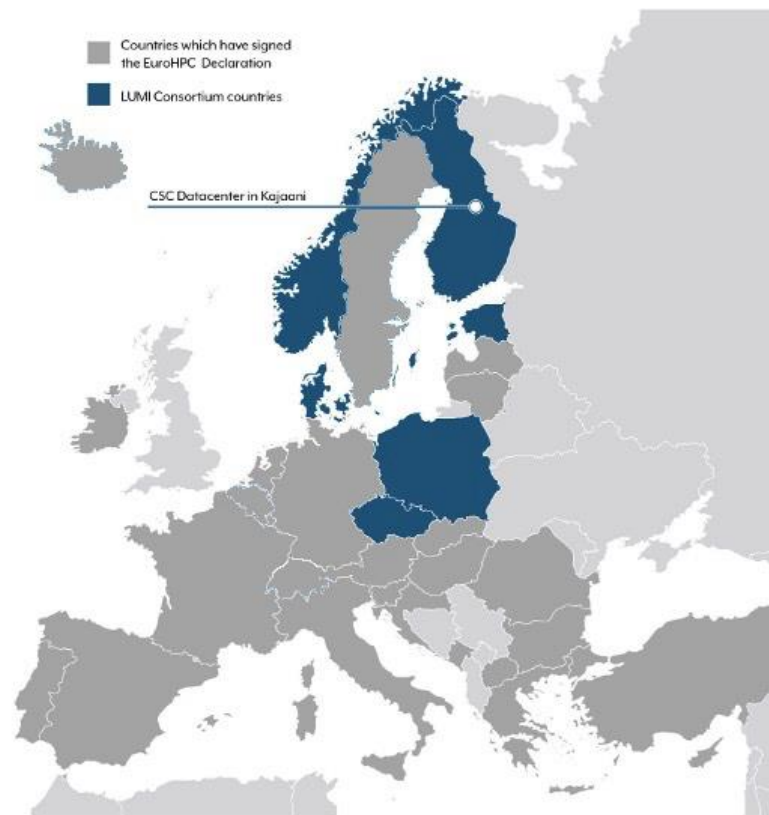 Countries which have signed
the EuroHPC Declaration
LUMI Consortium countries
CSC Datacenter in Kajaani